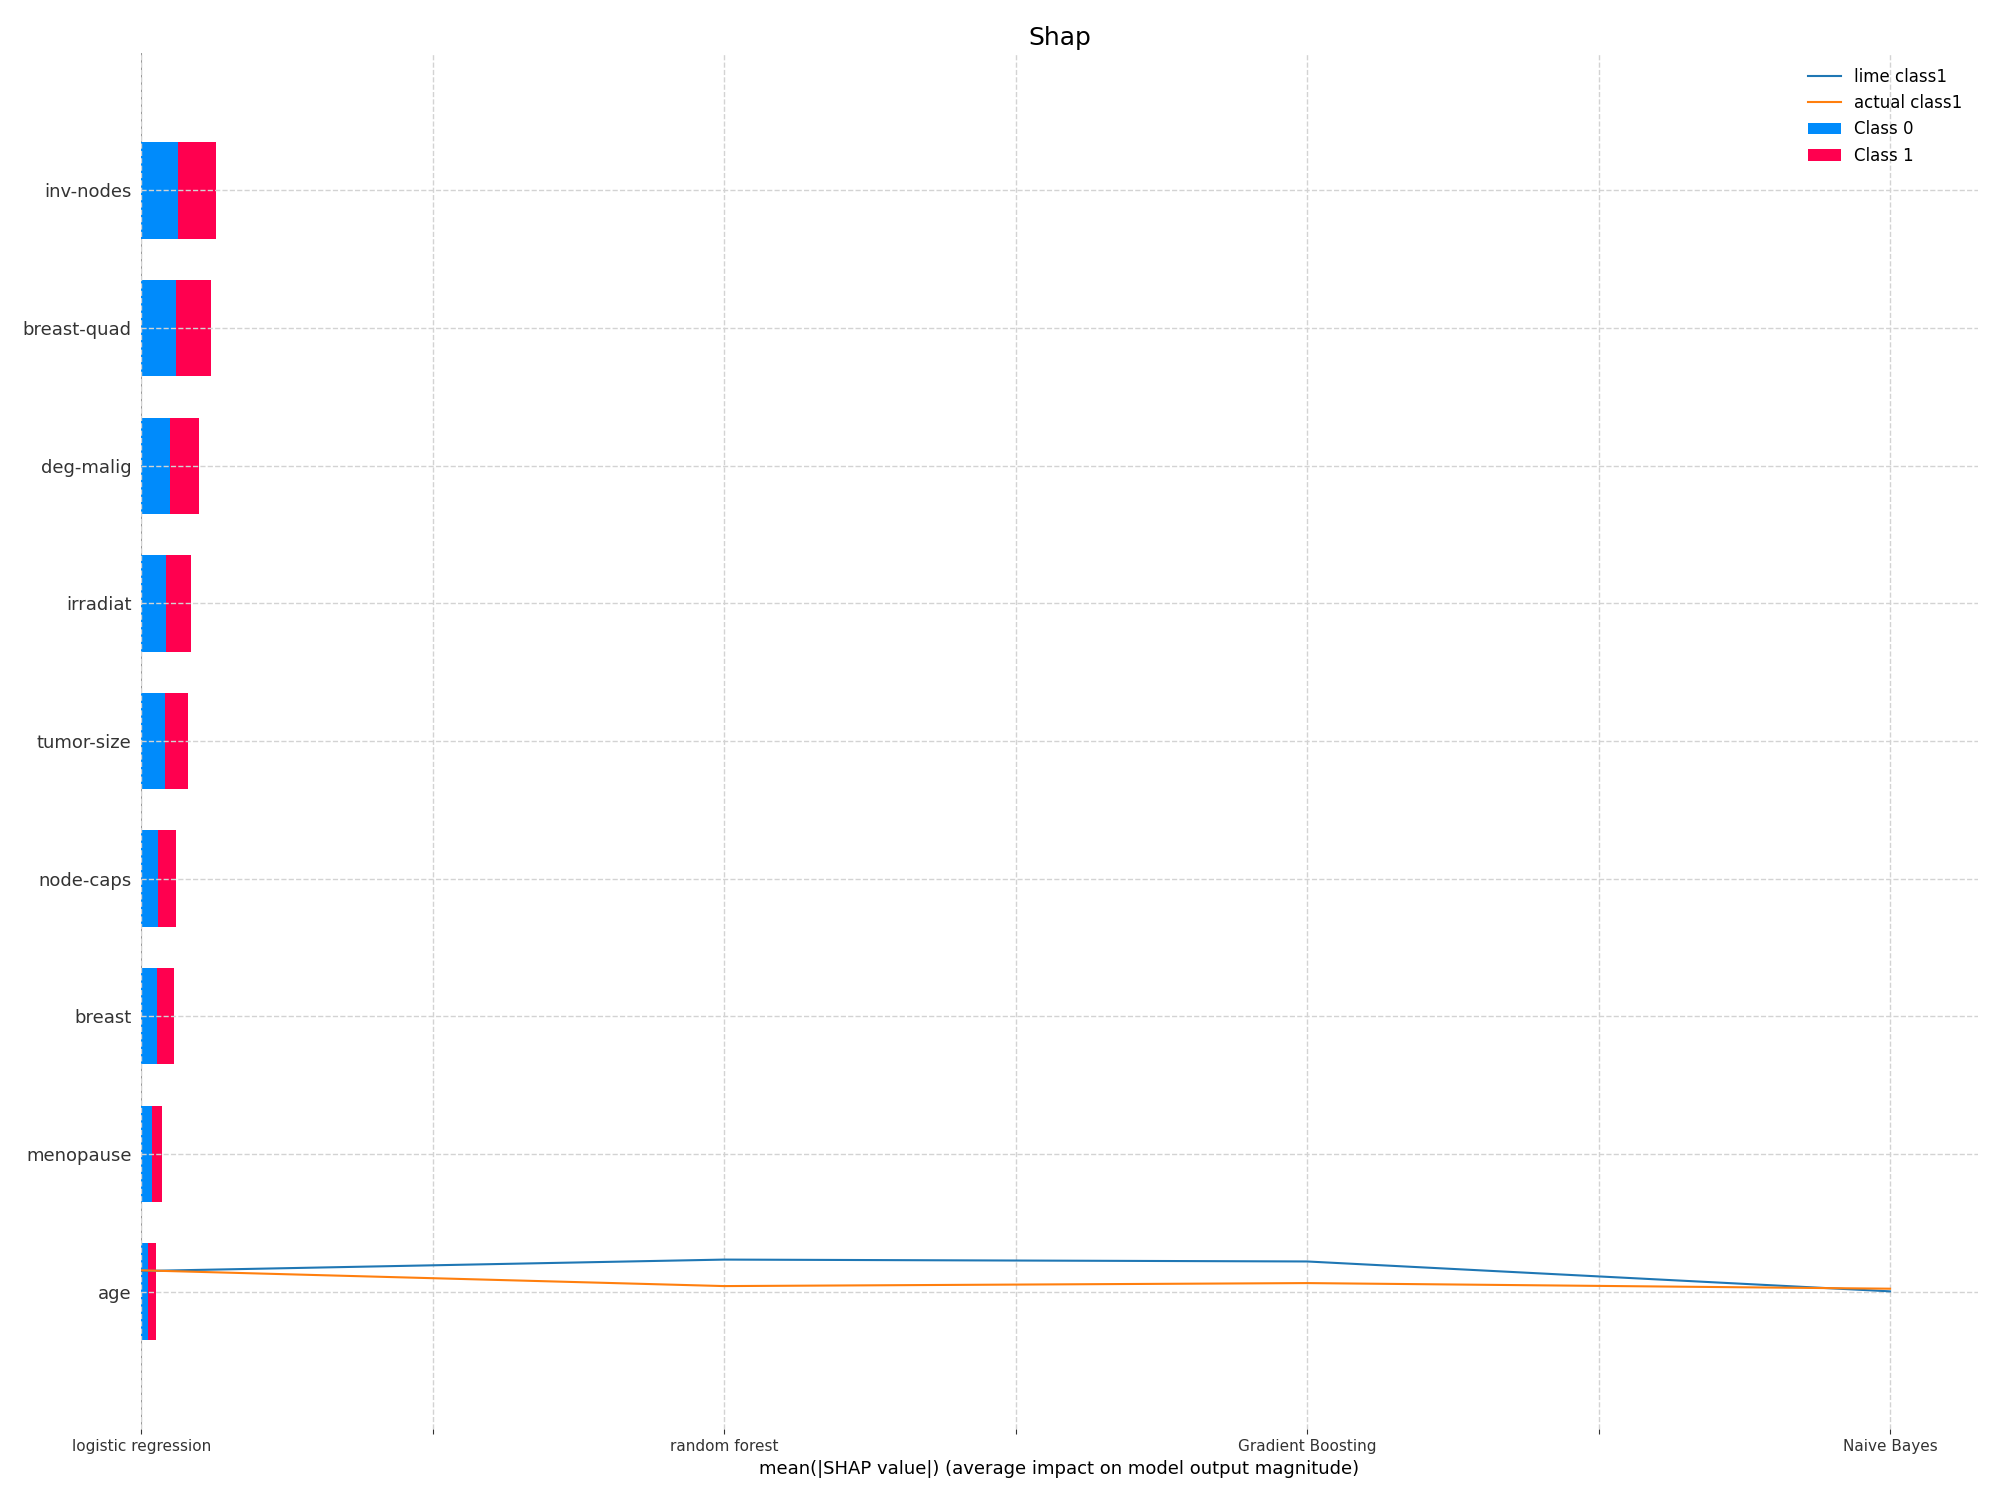 Shap
lime class1
actual class1
Class 0
Class 1
inv-nodes
breast-quad
deg-malig
irradiat
tumor-size
node-caps
breast
menopause
age
logistic regression
random forest
Gradient Boosting
Naive Bayes
mean(|SHAP value|) (average impact on model output magnitude)